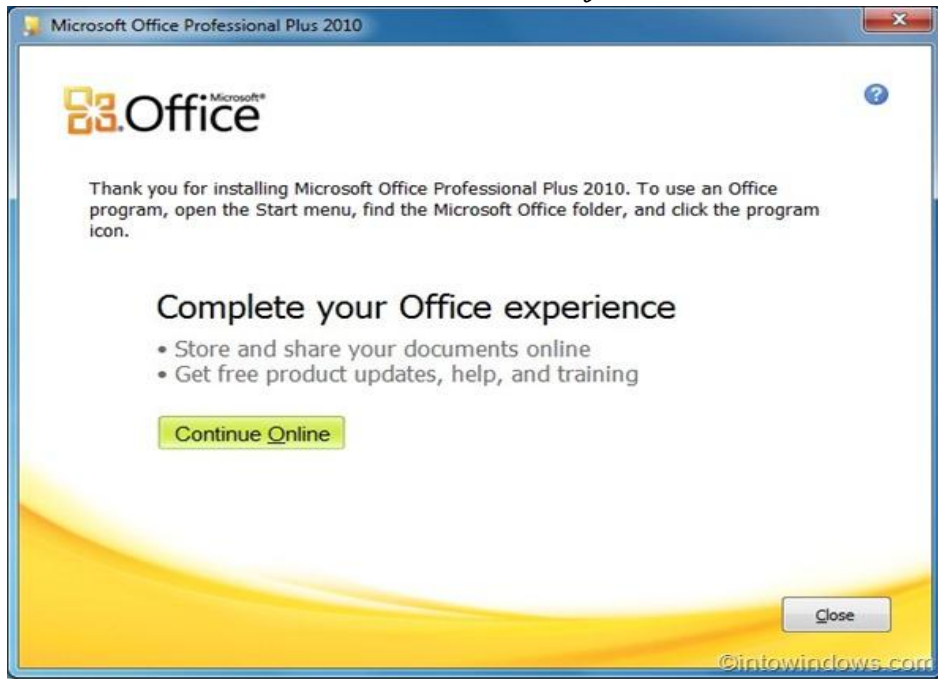 Microsoft Office Professional Plus 2010
Microsoft®
Office
Thank you for installing Microsoft Office Professional Plus 2010. To use an Office
program, open the Start menu, find the Microsoft Office folder, and click the program
icon.
Complete your Office experience
• Store and share your documents online
• Get free product updates, help, and training
Continue Online
Close
©intowindows.com